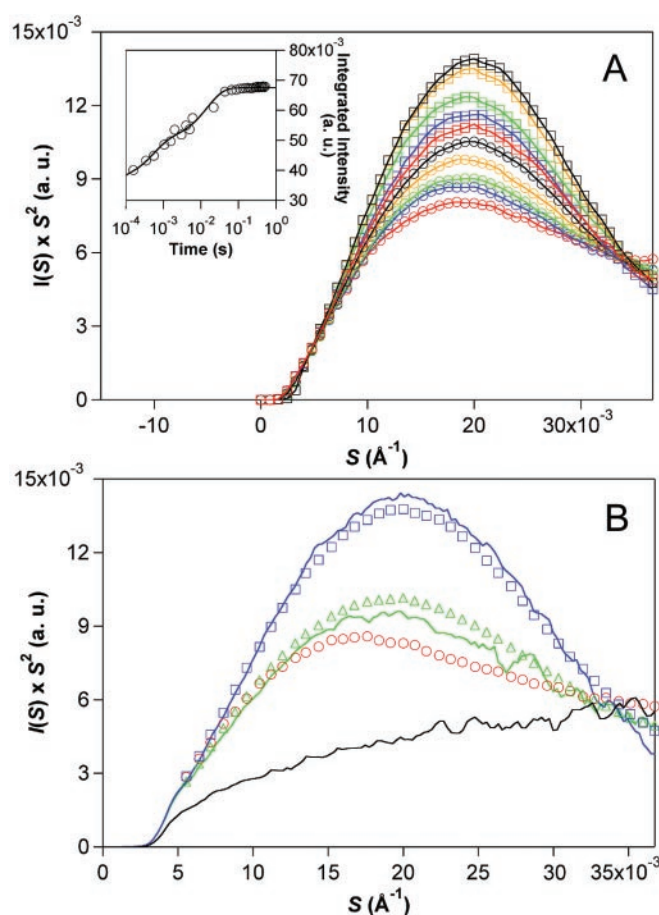 A
15x10⁻³
12
9
6
3
0
I(S) x S² (a. u.)
-10
0
10
20
30x10⁻³
S (Å⁻¹)
80x10⁻³
70
60
50
40
30
Integrated Intensity
(a. u.)
10⁻⁴
10⁻³
10⁻²
10⁻¹
10⁰
Time (s)
B
15x10⁻³
12
9
6
3
0
I(S) x S² (a. u.)
0
5
10
15
20
25
30
35x10⁻³
S (Å⁻¹)